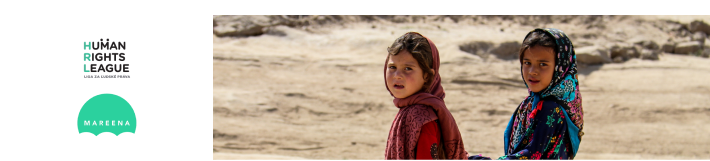 HUMAN
RIGHTS
LEAGUE
LIGA ZA ĽUDSKÉ PRÁVA
MAREENA